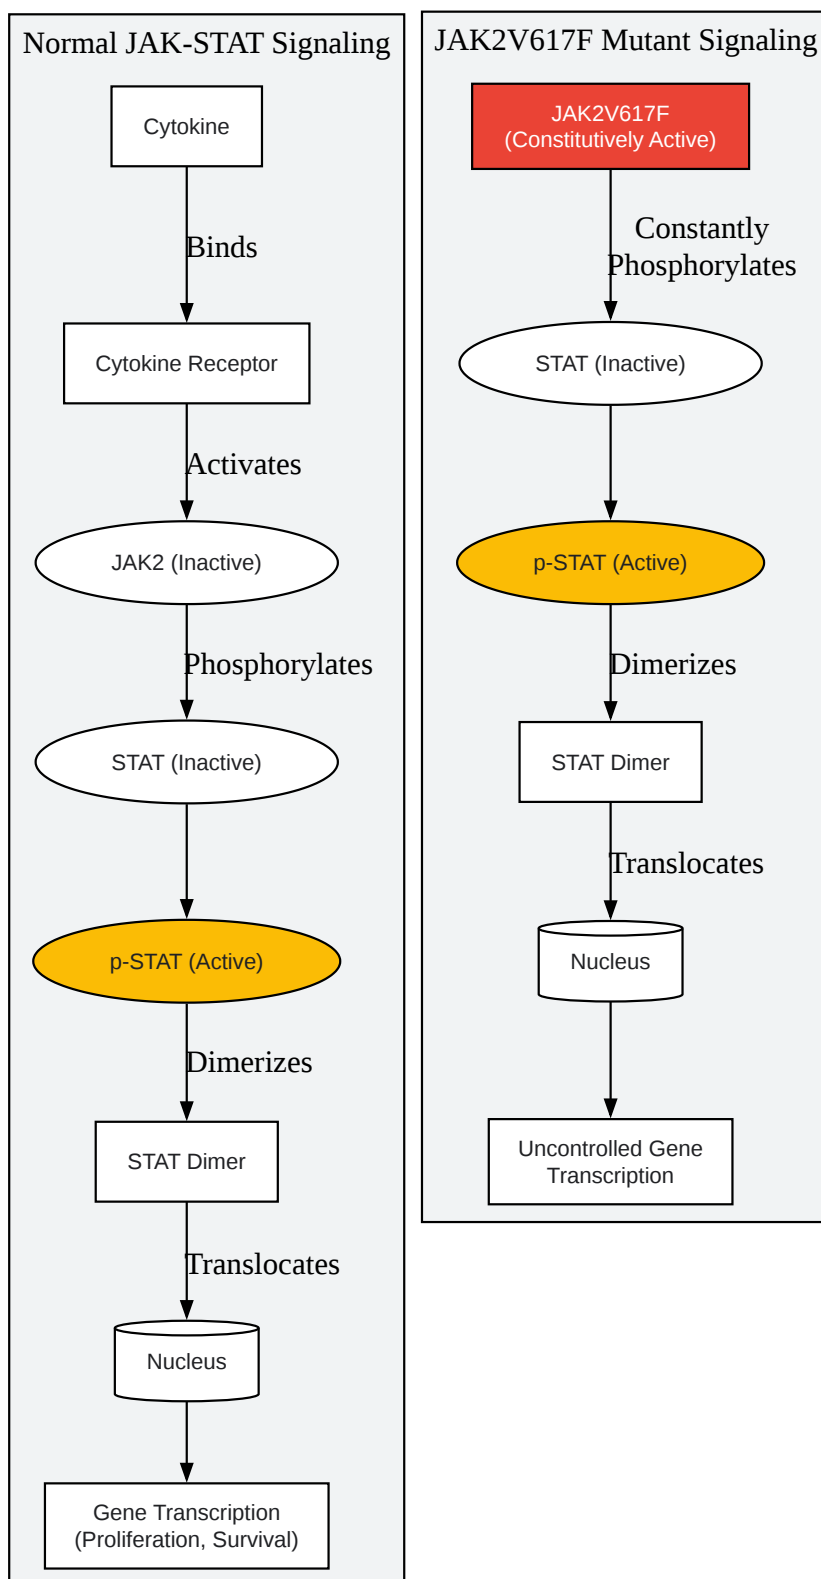 Normal JAK-STAT Signaling
Cytokine
Binds
Cytokine Receptor
Activates
JAK2 (Inactive)
Phosphorylates
STAT (Inactive)
p-STAT (Active)
Dimerizes
STAT Dimer
Translocates
Nucleus
Gene Transcription
(Proliferation, Survival)
JAK2V617F Mutant Signaling
JAK2V617F
(Constitutively Active)
Constantly
Phosphorylates
STAT (Inactive)
p-STAT (Active)
Dimerizes
STAT Dimer
Translocates
Nucleus
Uncontrolled Gene
Transcription